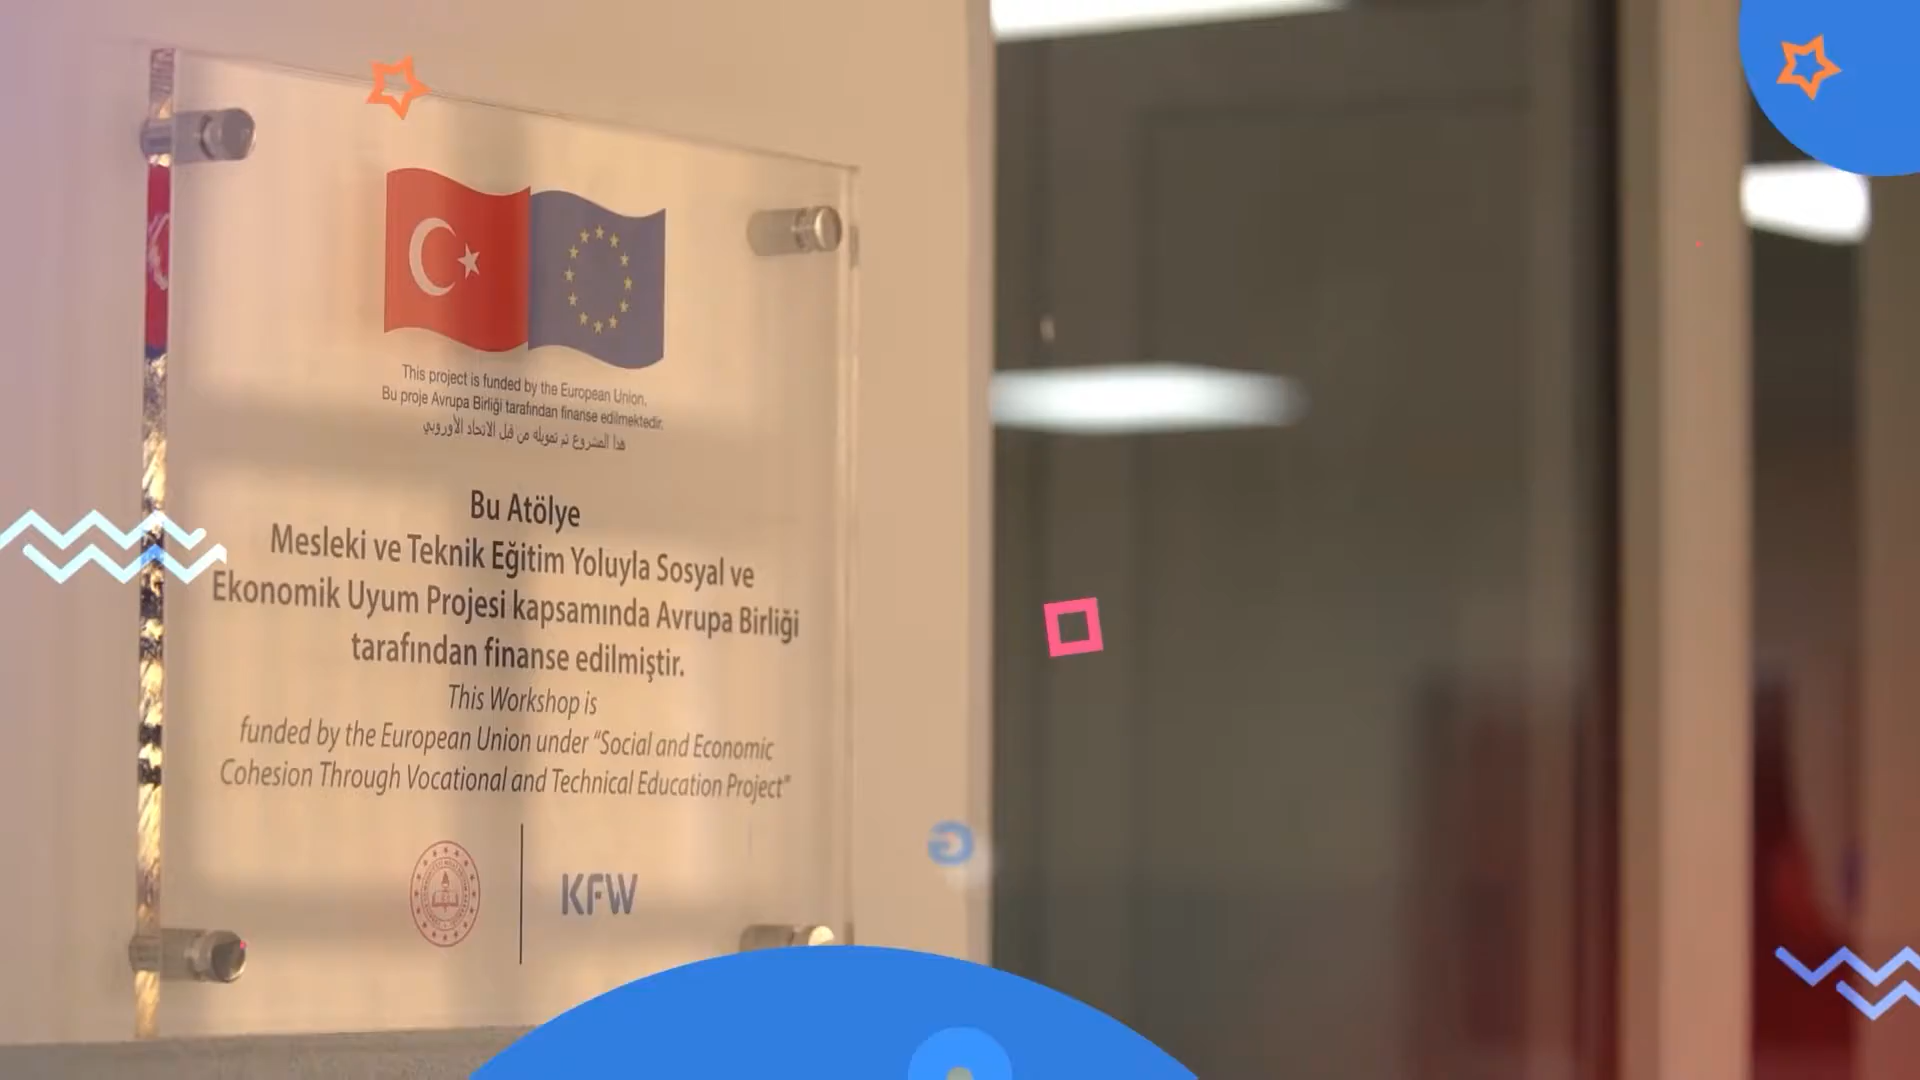 This project is funded by the European Union.
Bu proje Avrupa Birliği tarafından finanse edilmektedir.
هذا المشروع تم تمويله من قبل الاتحاد الأوروبي
Bu Atölye
Mesleki ve Teknik Eğitim Yoluyla Sosyal ve
Ekonomik Uyum Projesi kapsamında Avrupa Birliği
tarafından finanse edilmiştir.
This Workshop is
funded by the European Union under “Social and Economic
Cohesion Through Vocational and Technical Education Project”
KFW